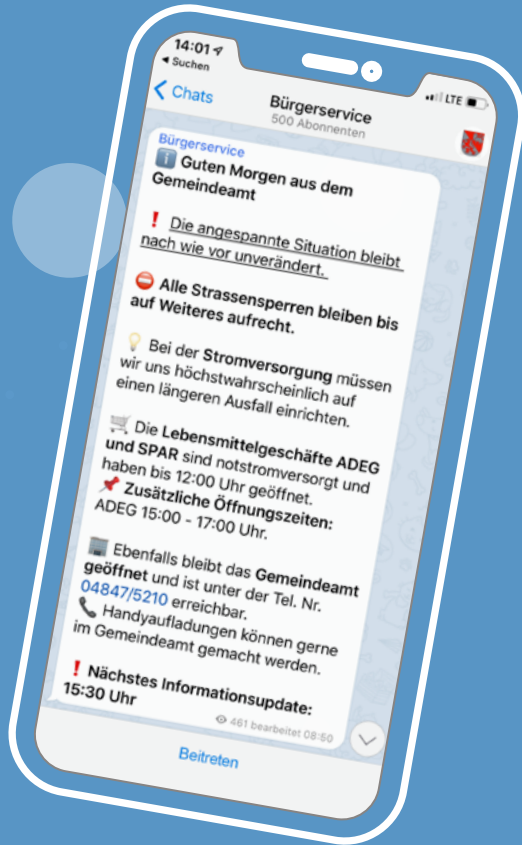 14:01
Suchen
LTE
Chats
Bürgerservice
500 Abonnenten
Bürgerservice
ℹ️ Guten Morgen aus dem
Gemeindeamt
❗ Die angespannte Situation bleibt
nach wie vor unverändert.
⛔ Alle Strassensperren bleiben bis
auf Weiteres aufrecht.
💡 Bei der Stromversorgung müssen
wir uns höchstwahrscheinlich auf
einen längeren Ausfall einrichten.
🛒 Die Lebensmittelgeschäfte ADEG
und SPAR sind notstromversorgt und
haben bis 12:00 Uhr geöffnet.
📌 Zusätzliche Öffnungszeiten:
ADEG 15:00 - 17:00 Uhr.
🏢 Ebenfalls bleibt das Gemeindeamt
geöffnet und ist unter der Tel. Nr.
04847/5210 erreichbar.
📞 Handyaufladungen können gerne
im Gemeindeamt gemacht werden.
❗ Nächstes Informationsupdate:
15:30 Uhr
461 bearbeitet 08:50
Beitreten